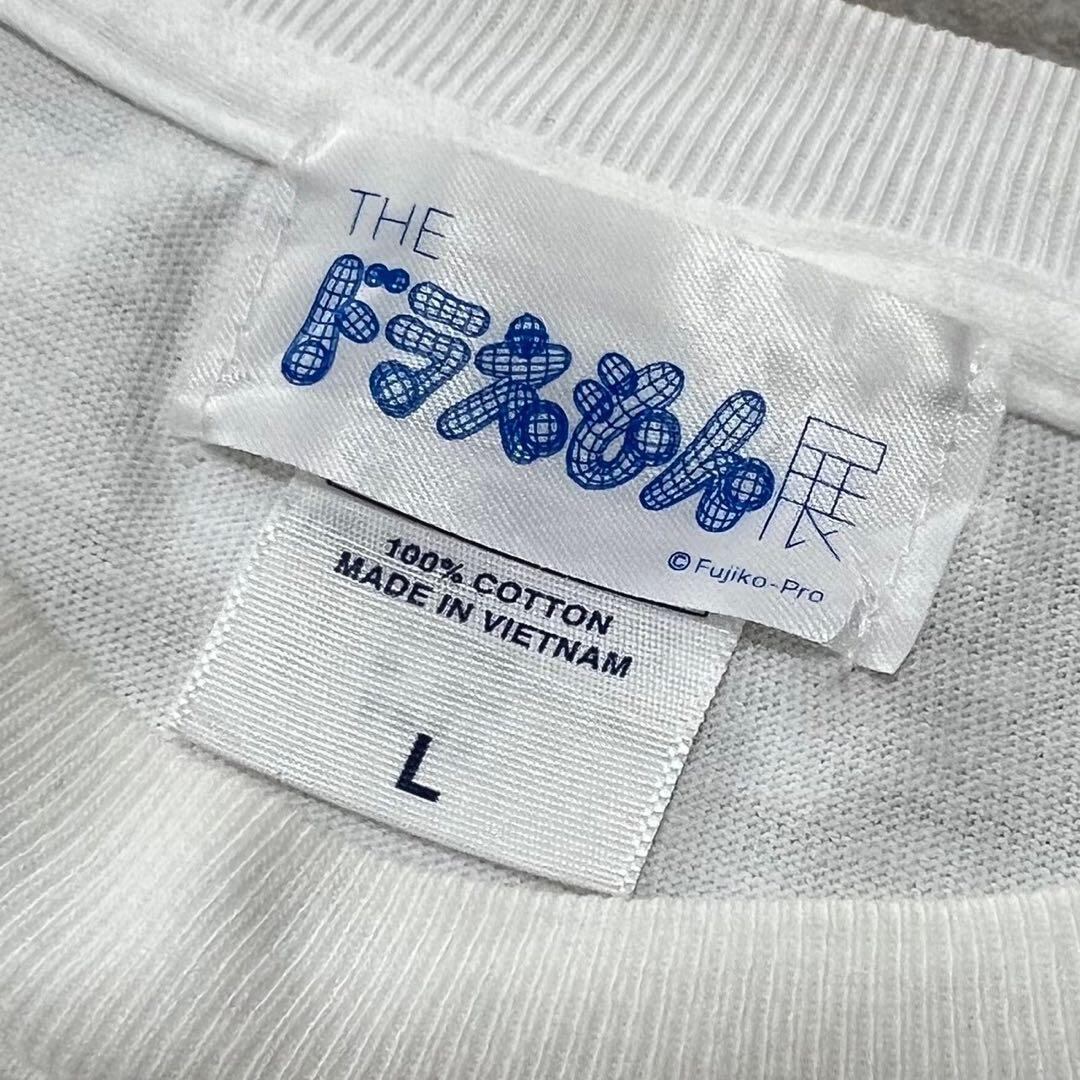 THE
ドラえもん展
© Fujiko-Pro
100% COTTON
MADE IN VIETNAM
L